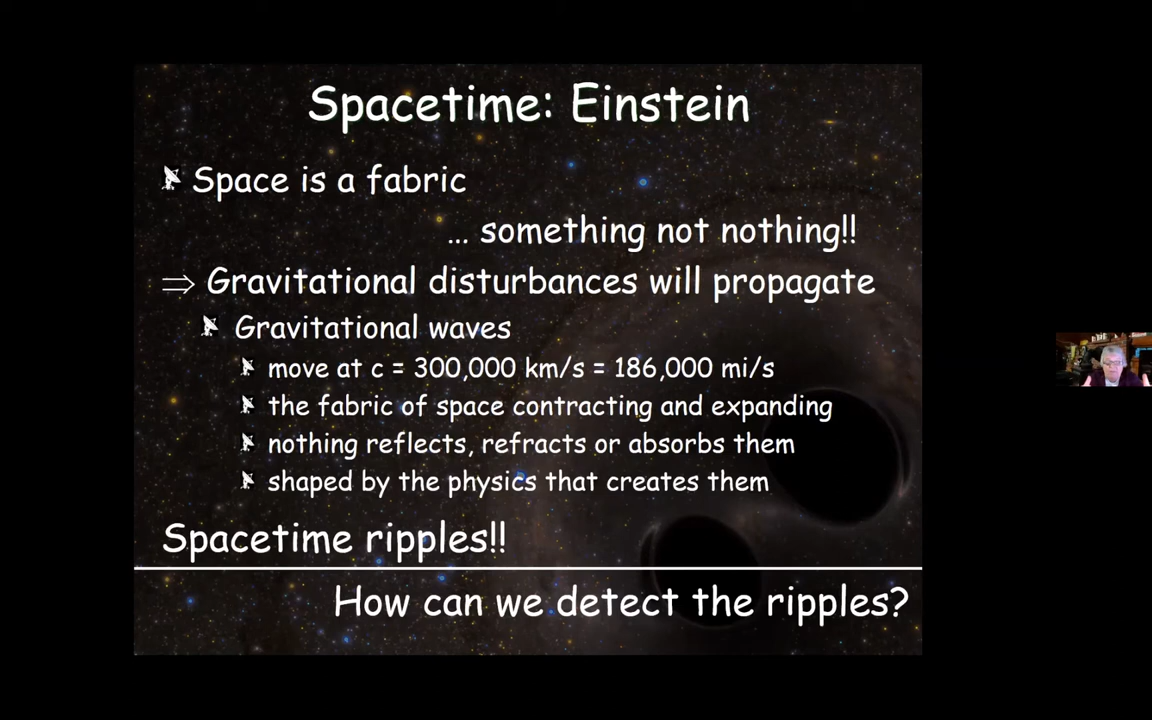 Spacetime: Einstein
Space is a fabric
... something not nothing!!
⇒ Gravitational disturbances will propagate
Gravitational waves
move at c = 300,000 km/s = 186,000 mi/s
the fabric of space contracting and expanding
nothing reflects, refracts or absorbs them
shaped by the physics that creates them
Spacetime ripples!!
How can we detect the ripples?